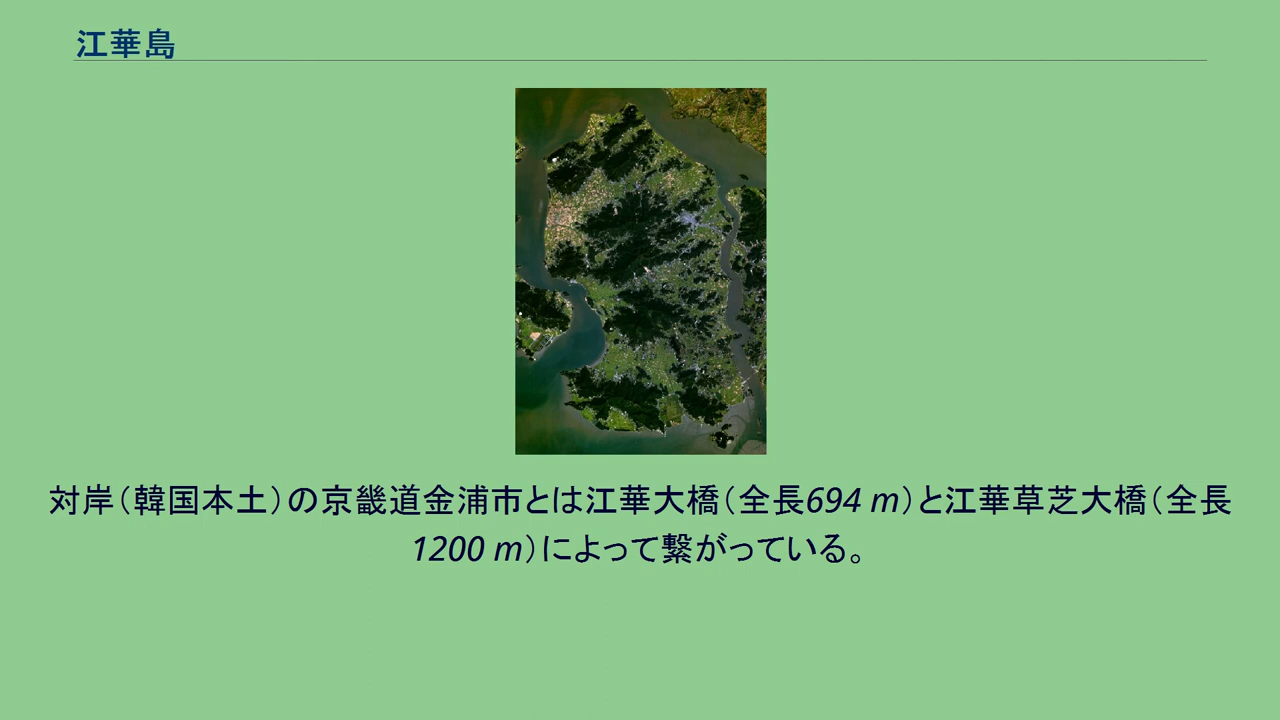 江華島
対岸（韓国本土）の京畿道金浦市とは江華大橋（全長694 m）と江華草芝大橋（全長
1200 m）によって繋がっている。